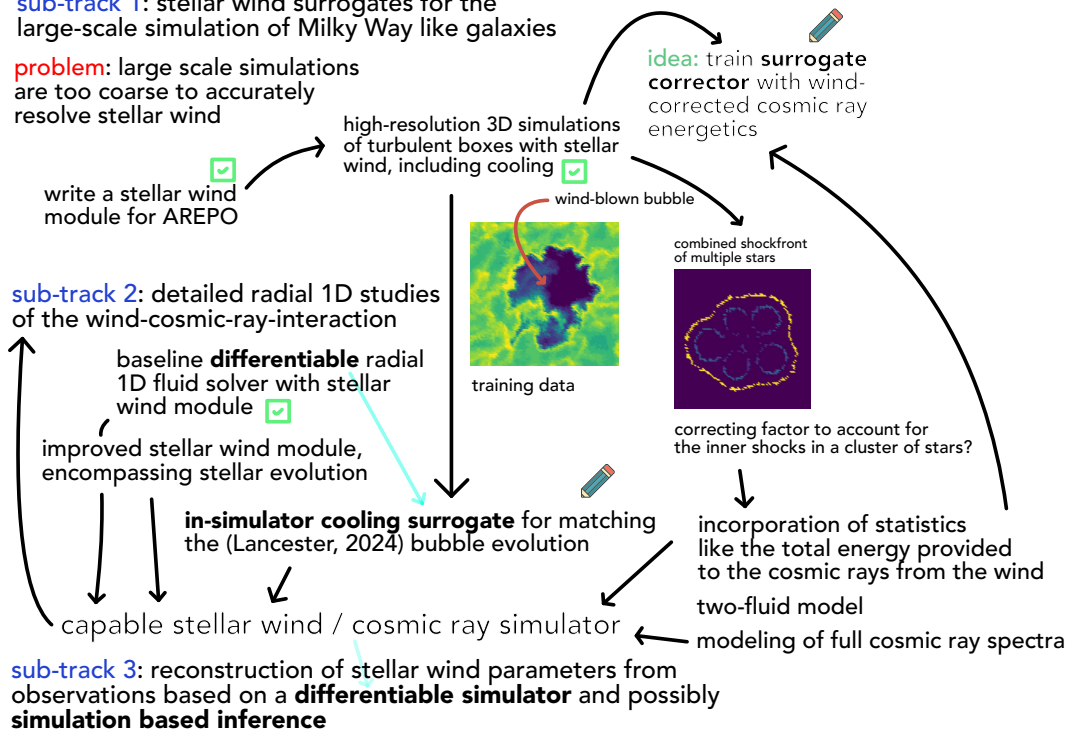 sub-track 1: stellar wind surrogates for the
large-scale simulation of Milky Way like galaxies
problem: large scale simulations
are too coarse to accurately
resolve stellar wind
idea: train surrogate
corrector with wind-
corrected cosmic ray
energetics
high-resolution 3D simulations
of turbulent boxes with stellar
wind, including cooling
write a stellar wind
module for AREPO
wind-blown bubble
combined shockfront
of multiple stars
training data
sub-track 2: detailed radial 1D studies
of the wind-cosmic-ray-interaction
baseline differentiable radial
1D fluid solver with stellar
wind module
improved stellar wind module,
encompassing stellar evolution
correcting factor to account for
the inner shocks in a cluster of stars?
in-simulator cooling surrogate for matching
the (Lancester, 2024) bubble evolution
incorporation of statistics
like the total energy provided
to the cosmic rays from the wind
two-fluid model
modeling of full cosmic ray spectra
capable stellar wind / cosmic ray simulator
sub-track 3: reconstruction of stellar wind parameters from
observations based on a differentiable simulator and possibly
simulation based inference